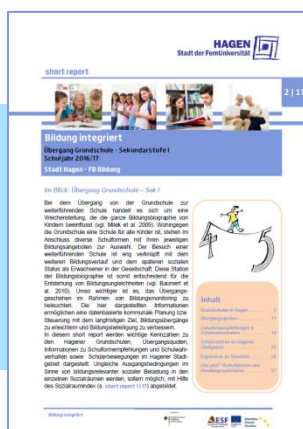 HAGEN
Stadt der FernUniversität
short report
2 | 17
Bildung integriert
Übergang Grundschule - Sekundarstufe I
Schuljahr 2016/17
Stadt Hagen - FB Bildung
Im Blick: Übergang Grundschule – Sek I
Bei dem Übergang von der Grundschule zur
weiterführenden Schule handelt es sich um eine
Weichenstellung, die die ganze Bildungsbiographie von
Kindern beeinflusst (vgl. Milek et al. 2009). Wohingegen
die Grundschule eine Schule für alle Kinder ist, stehen im
Anschluss diverse Schulformen mit ihren jeweiligen
Bildungsangeboten zur Auswahl. Der Besuch einer
weiterführenden Schule ist eng verknüpft mit dem
weiteren Bildungsverlauf und dem späteren sozialen
Status als Erwachsener in der Gesellschaft. Diese Station
der Bildungsbiographie ist somit entscheidend für die
Entstehung von Bildungsungleichheiten (vgl. Baumert et
al. 2010). Umso wichtiger ist es, das Übergangs-
geschehen im Rahmen von Bildungsmonitoring zu
beleuchten. Die hier dargestellten Informationen
ermöglichen eine datenbasierte kommunale Planung bzw.
Steuerung mit dem langfristigen Ziel, Bildungsübergänge
zu erleichtern und Bildungsbeteiligung zu verbessern.
In diesem short report werden wichtige Kennzahlen zu
den Hagener Grundschulen, Übergangsquoten,
Informationen zu Schulformempfehlungen und Schulwahl-
verhalten sowie Schülerbewegungen im Hagener Stadt-
gebiet dargestellt. Ungleiche Ausgangsbedingungen im
Sinne von bildungsrelevanter sozialer Belastung in den
einzelnen Sozialräumen werden, sofern möglich, mit Hilfe
des Sozialraumindex (s. short report 1I17) abgebildet.
4 5
Inhalt
Grundschulen in Hagen
Übergangsquoten
Schulformempfehlungen &
Schulwahlverhalten
Bildung integriert
ESF